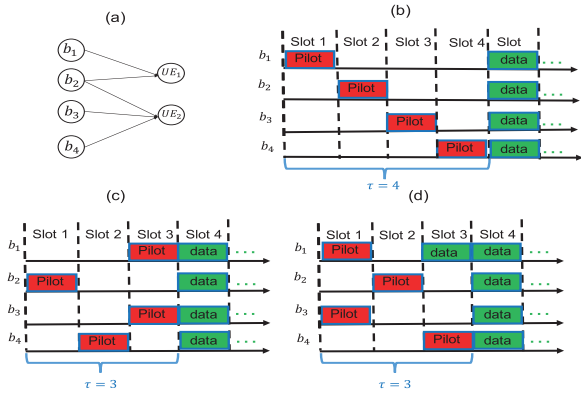 (a)
b₁
b₂
b₃
b₄
UE₁
UE₂
(b)
Slot 1 Slot 2 Slot 3 Slot 4 Slot
b₁ Pilot data ...
b₂ Pilot data ...
b₃ Pilot data ...
b₄ Pilot data ...
τ = 4
(c)
Slot 1 Slot 2 Slot 3 Slot 4
b₁ Pilot data ...
b₂ Pilot data ...
b₃ Pilot data ...
b₄ Pilot data ...
τ = 3
(d)
Slot 1 Slot 2 Slot 3 Slot 4
b₁ Pilot data data ...
b₂ Pilot data ...
b₃ Pilot data ...
b₄ Pilot data ...
τ = 3